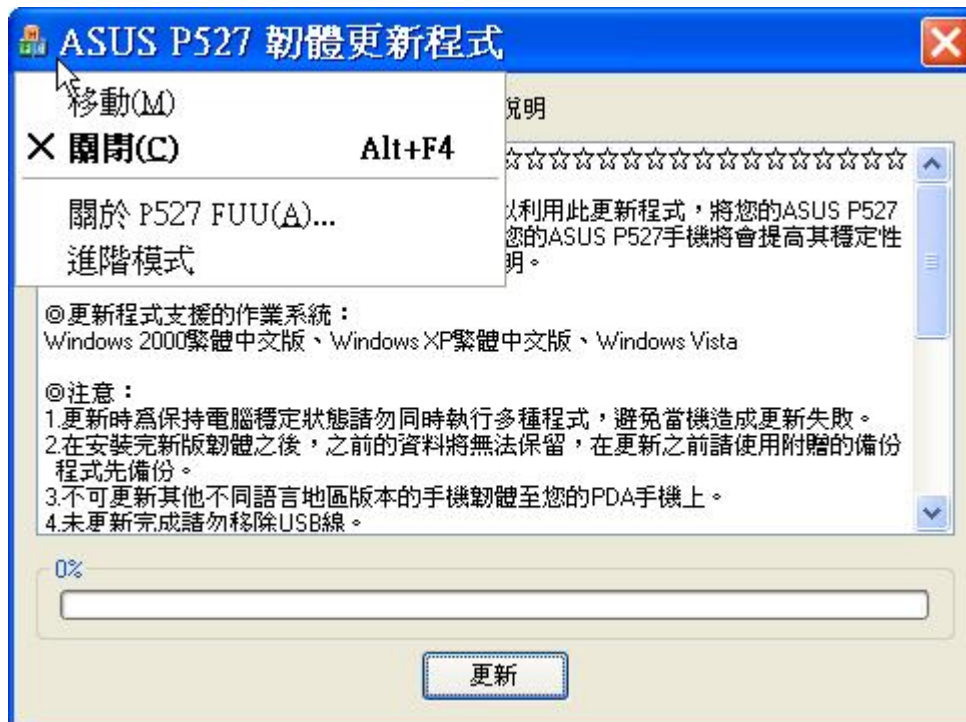 ASUS P527 韌體更新程式
移動(M)
關閉(C) Alt+F4
關於 P527 FUU(A)...
進階模式
說明
☆☆☆☆☆☆☆☆☆☆☆☆☆☆☆☆☆
以利用此更新程式，將您的ASUS P527
您的ASUS P527手機將會提高其穩定性
明。
◎更新程式支援的作業系統：
Windows 2000繁體中文版、Windows XP繁體中文版、Windows Vista
◎注意：
1.更新時為保持電腦穩定狀態請勿同時執行多種程式，避免當機造成更新失敗。
2.在安裝完新版韌體之後，之前的資料將無法保留，在更新之前請使用附贈的備份
程式先備份。
3.不可更新其他不同語言地區版本的手機韌體至您的PDA手機上。
4.未更新完成請勿移除USB線。
0%
更新